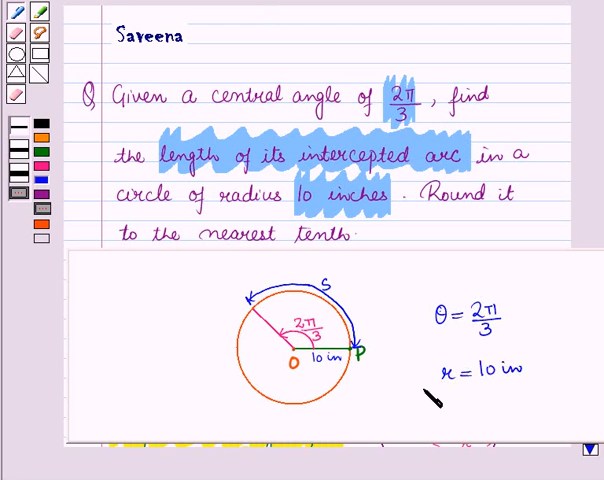 Saveena
Q Given a central angle of 2π/3, find
the length of its intercepted arc in a
circle of radius 10 inches. Round it
to the nearest tenth.
S
2π/3
θ = 2π/3
O
10 in
P
r = 10 in